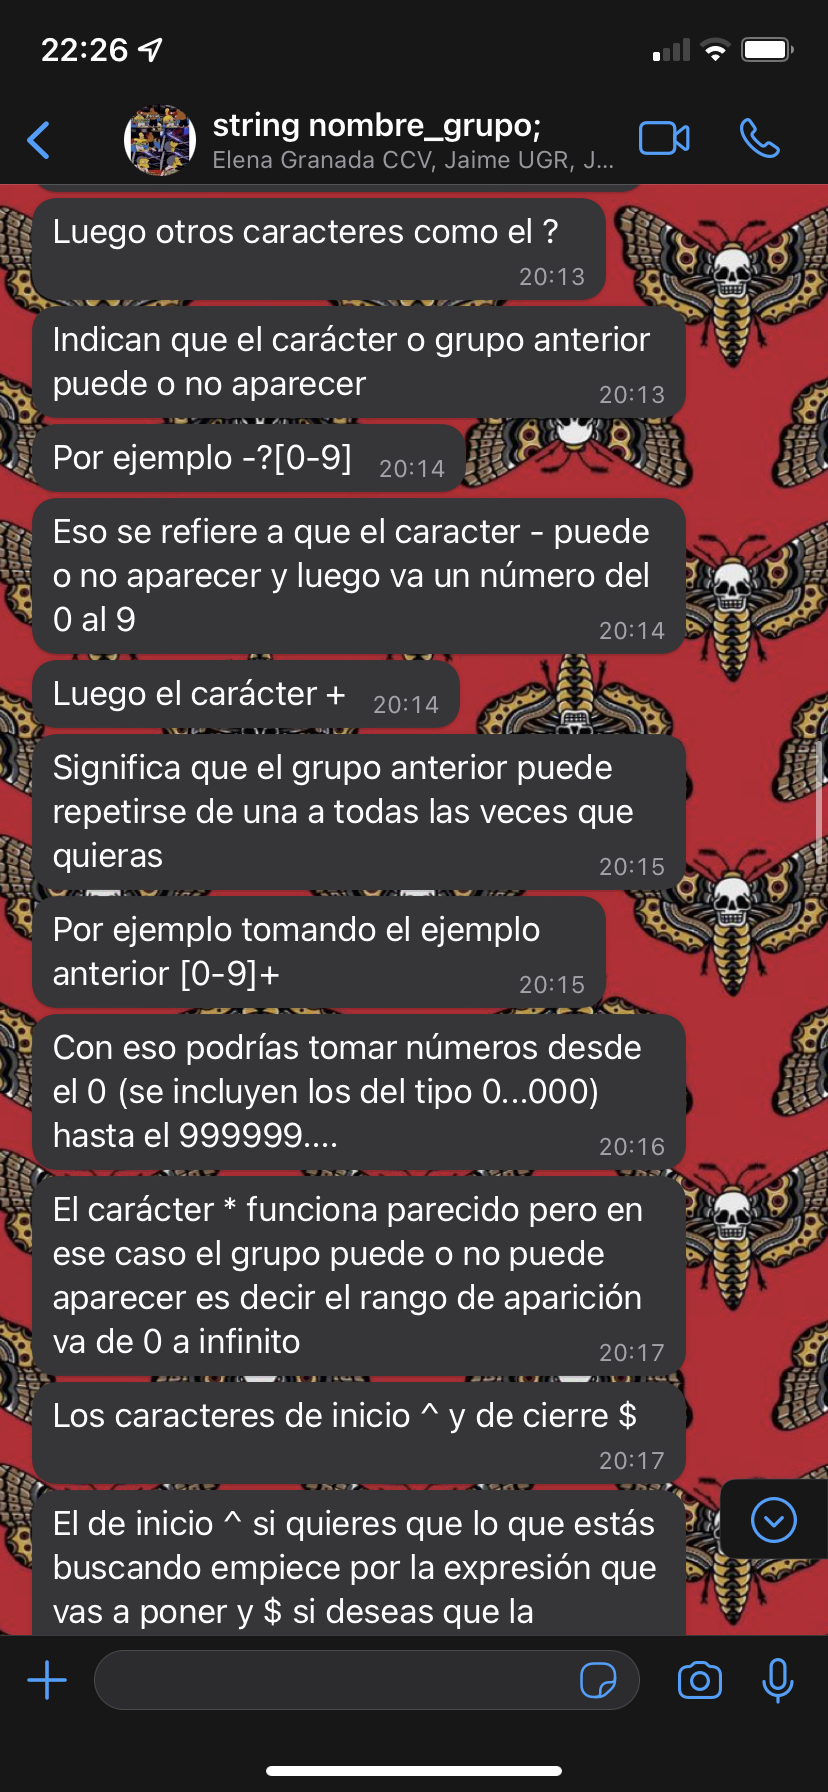 22:26
string nombre_grupo;
Elena Granada CCV, Jaime UGR, J...
Luego otros caracteres como el ?
20:13
Indican que el carácter o grupo anterior
puede o no aparecer
20:13
Por ejemplo -?[0-9]
20:14
Eso se refiere a que el caracter - puede
o no aparecer y luego va un número del
0 al 9
20:14
Luego el carácter +
20:14
Significa que el grupo anterior puede
repetirse de una a todas las veces que
quieras
20:15
Por ejemplo tomando el ejemplo
anterior [0-9]+
20:15
Con eso podrías tomar números desde
el 0 (se incluyen los del tipo 0...000)
hasta el 999999....
20:16
El carácter * funciona parecido pero en
ese caso el grupo puede o no puede
aparecer es decir el rango de aparición
va de 0 a infinito
20:17
Los caracteres de inicio ^ y de cierre $
20:17
El de inicio ^ si quieres que lo que estás
buscando empiece por la expresión que
vas a poner y $ si deseas que la